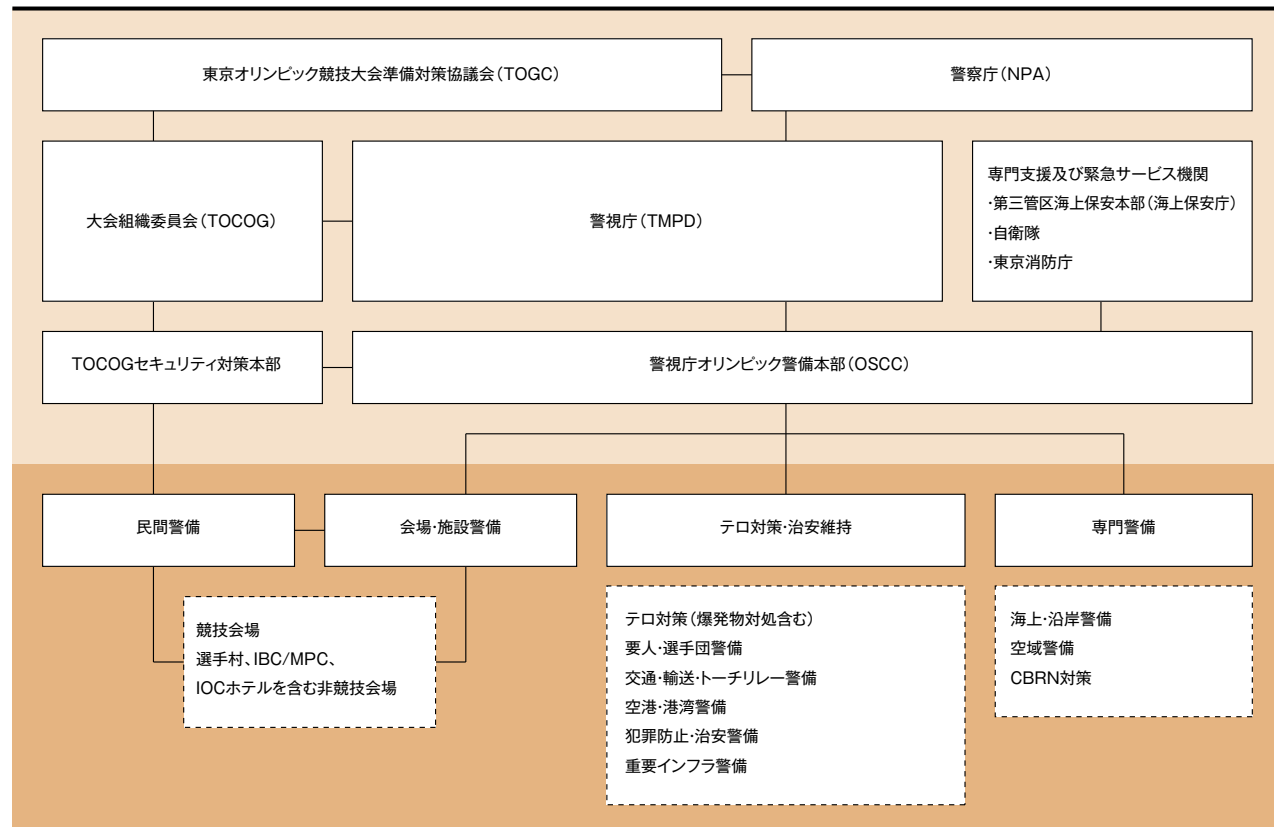 東京オリンピック競技大会準備対策協議会（TOGC）
警察庁（NPA）
大会組織委員会（TOCOG）
警視庁（TMPD）
専門支援及び緊急サービス機関
・第三管区海上保安本部（海上保安庁）
・自衛隊
・東京消防庁
TOCOGセキュリティ対策本部
警視庁オリンピック警備本部（OSCC）
民間警備
会場・施設警備
テロ対策・治安維持
専門警備
競技会場
選手村、IBC/MPC、
IOCホテルを含む非競技会場
テロ対策（爆発物対処含む）
要人・選手団警備
交通・輸送・トーチリレー警備
空港・港湾警備
犯罪防止・治安警備
重要インフラ警備
海上・沿岸警備
空域警備
CBRN対策